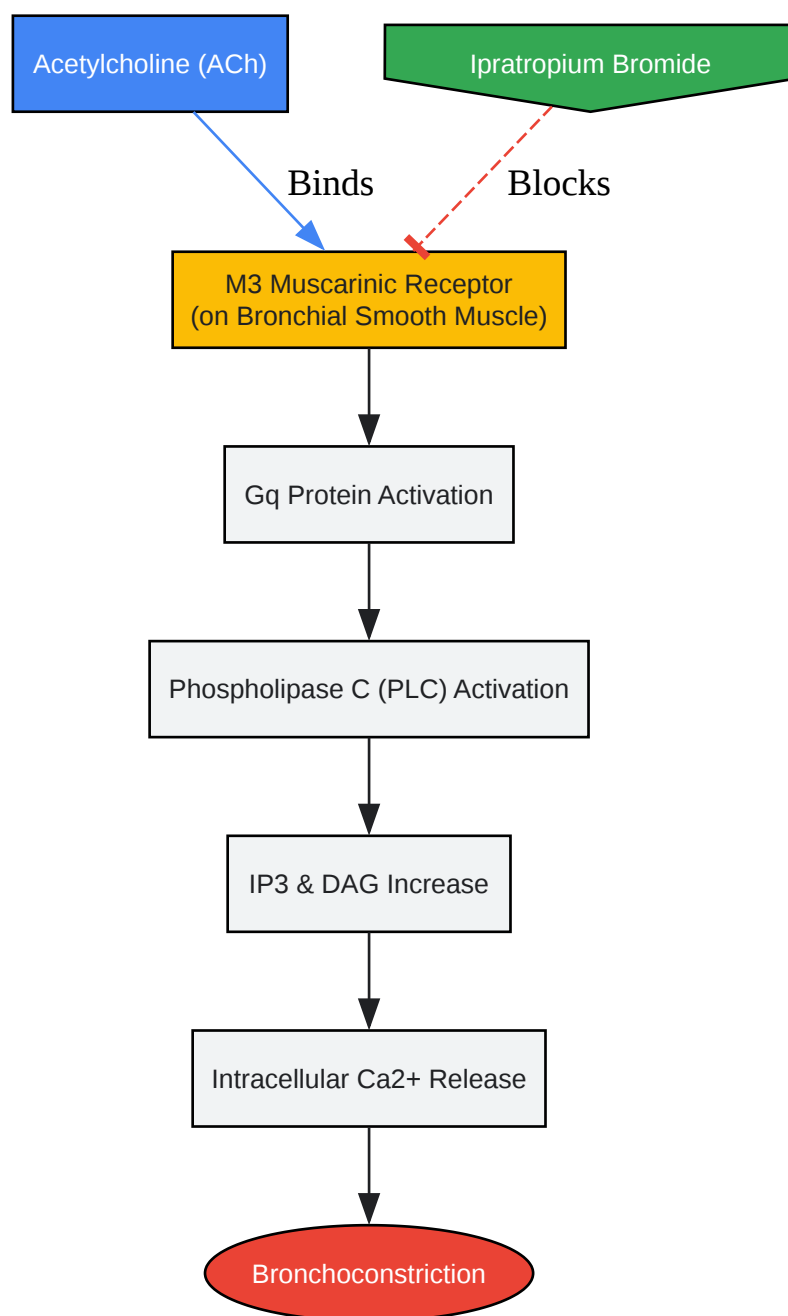 Acetylcholine (ACh)
Ipratropium Bromide
Binds
Blocks
M3 Muscarinic Receptor
(on Bronchial Smooth Muscle)
Gq Protein Activation
Phospholipase C (PLC) Activation
IP3 & DAG Increase
Intracellular Ca2+ Release
Bronchoconstriction